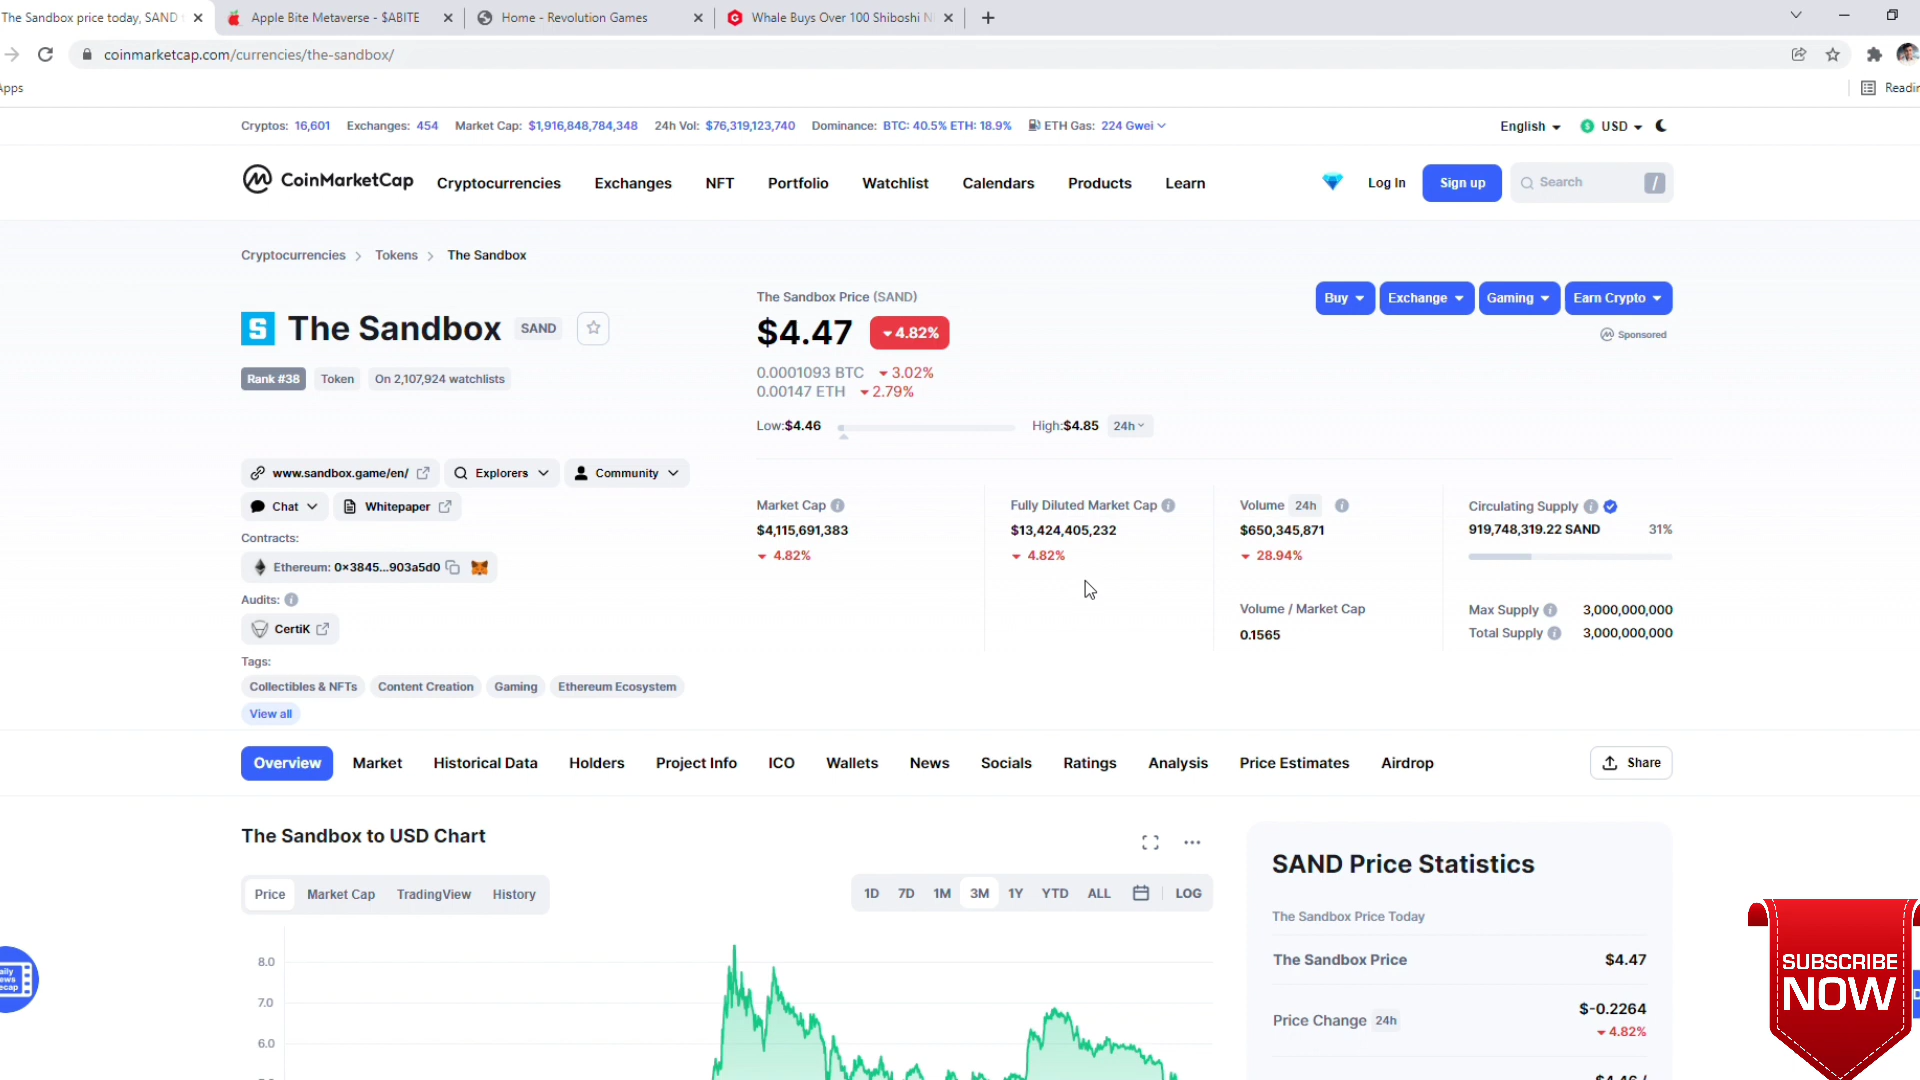 The Sandbox price today, SAND
Apple Bite Metaverse - $ABITE
Home - Revolution Games
Whale Buys Over 100 Shiboshi N
coinmarketcap.com/currencies/the-sandbox/
Apps
Readin
Cryptos: 16,601 Exchanges: 454 Market Cap: $1,916,848,784,348 24h Vol: $76,319,123,740 Dominance: BTC: 40.5% ETH: 18.9% ETH Gas: 224 Gwei
English USD
CoinMarketCap Cryptocurrencies Exchanges NFT Portfolio Watchlist Calendars Products Learn Log In Sign up Search /
Cryptocurrencies Tokens The Sandbox
The Sandbox SAND
Rank #38 Token On 2,107,924 watchlists
The Sandbox Price (SAND)
$4.47 4.82%
0.0001093 BTC 3.02%
0.00147 ETH 2.79%
Low:$4.46 High:$4.85 24h
Buy Exchange Gaming Earn Crypto
Sponsored
www.sandbox.game/en/ Explorers Community
Chat Whitepaper
Contracts:
Ethereum: 0x3845...903a5d0
Audits:
CertiK
Tags:
Collectibles & NFTs Content Creation Gaming Ethereum Ecosystem
View all
Market Cap
$4,115,691,383
4.82%
Fully Diluted Market Cap
$13,424,405,232
4.82%
Volume 24h
$650,345,871
28.94%
Volume / Market Cap
0.1565
Circulating Supply
919,748,319.22 SAND 31%
Max Supply 3,000,000,000
Total Supply 3,000,000,000
Overview Market Historical Data Holders Project Info ICO Wallets News Socials Ratings Analysis Price Estimates Airdrop Share
The Sandbox to USD Chart
Price Market Cap TradingView History
1D 7D 1M 3M 1Y YTD ALL LOG
8.0
7.0
6.0
SAND Price Statistics
The Sandbox Price Today
The Sandbox Price $4.47
Price Change 24h $-0.2264
4.82%
SUBSCRIBE
NOW